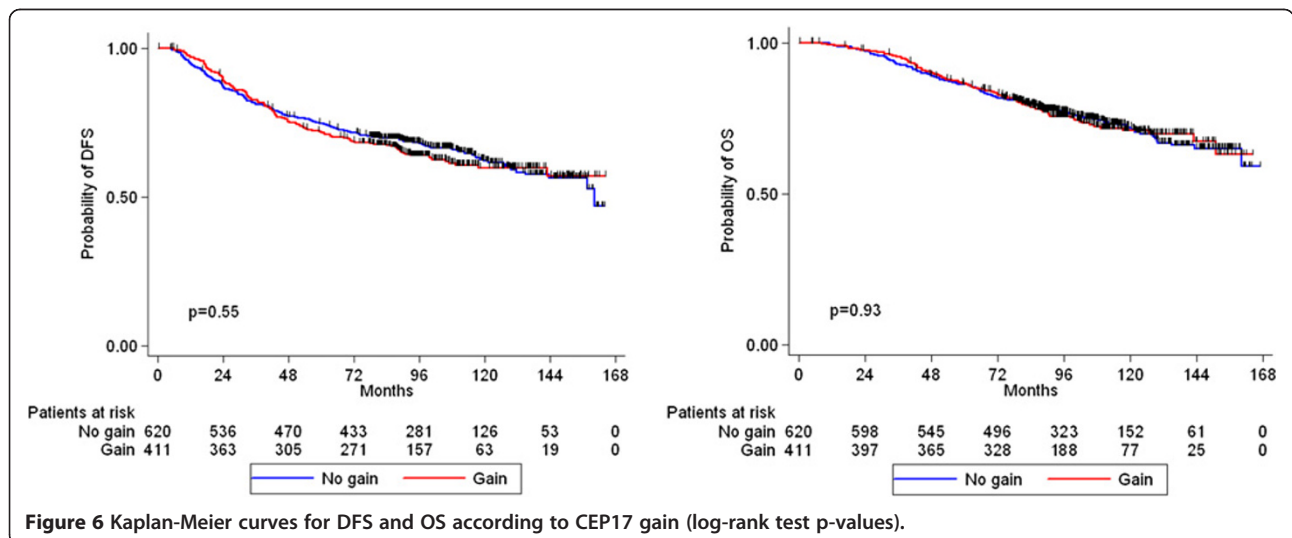 1.00
0.50
0.00
Probability of DFS
p=0.55
0 24 48 72 96 120 144 168
Months
Patients at risk
No gain 620 536 470 433 281 126 53 0
Gain 411 363 305 271 157 63 19 0
No gain Gain
1.00
0.50
0.00
Probability of OS
p=0.93
0 24 48 72 96 120 144 168
Months
Patients at risk
No gain 620 598 545 496 323 152 61 0
Gain 411 397 365 328 188 77 25 0
No gain Gain
Figure 6 Kaplan-Meier curves for DFS and OS according to CEP17 gain (log-rank test p-values).